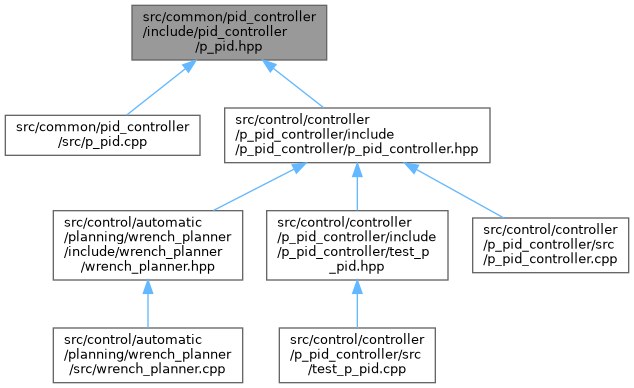 src/common/pid_controller
/include/pid_controller
/p_pid.hpp
src/common/pid_controller
/src/p_pid.cpp
src/control/controller
/p_pid_controller/include
/p_pid_controller/p_pid_controller.hpp
src/control/automatic
/planning/wrench_planner
/include/wrench_planner
/wrench_planner.hpp
src/control/controller
/p_pid_controller/include
/p_pid_controller/test_p
_pid.hpp
src/control/controller
/p_pid_controller/src
/p_pid_controller.cpp
src/control/automatic
/planning/wrench_planner
/src/wrench_planner.cpp
src/control/controller
/p_pid_controller/src
/test_p_pid.cpp